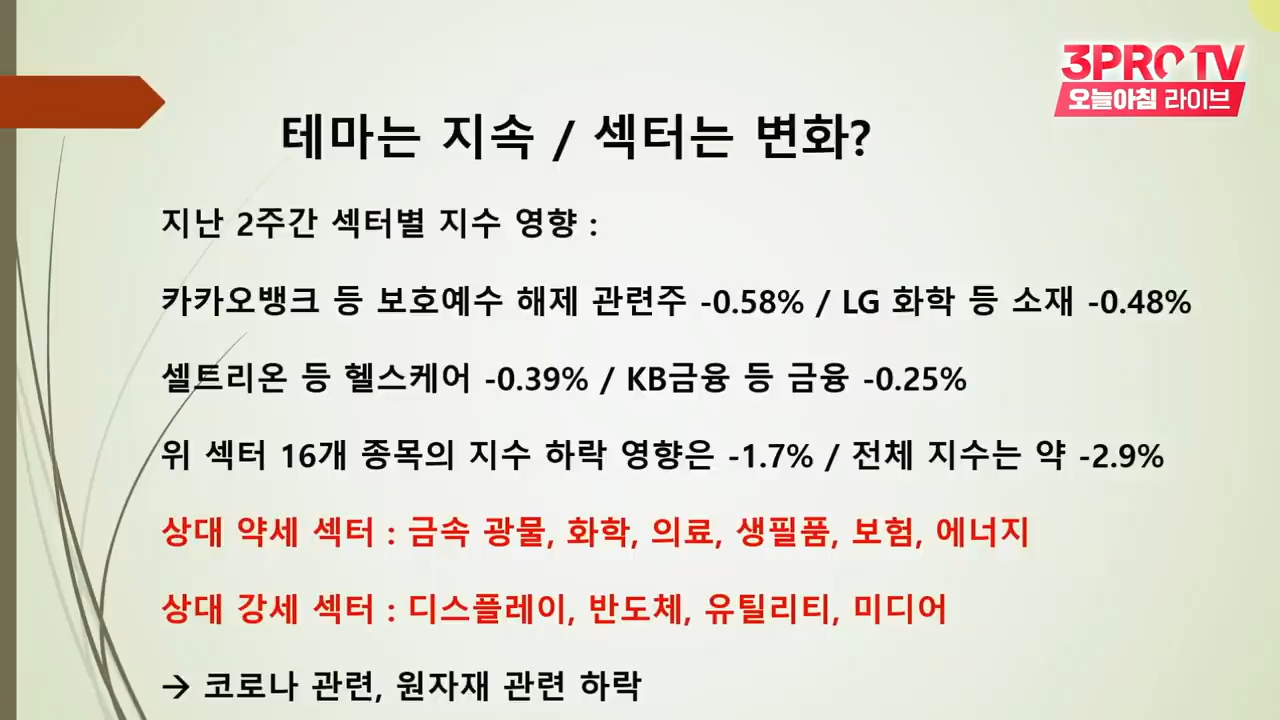 3PRO TV
오늘아침 라이브
테마는 지속 / 섹터는 변화?
지난 2주간 섹터별 지수 영향 :
카카오뱅크 등 보호예수 해제 관련주 -0.58% / LG 화학 등 소재 -0.48%
셀트리온 등 헬스케어 -0.39% / KB금융 등 금융 -0.25%
위 섹터 16개 종목의 지수 하락 영향은 -1.7% / 전체 지수는 약 -2.9%
상대 약세 섹터 : 금속 광물, 화학, 의료, 생필품, 보험, 에너지
상대 강세 섹터 : 디스플레이, 반도체, 유틸리티, 미디어
→ 코로나 관련, 원자재 관련 하락